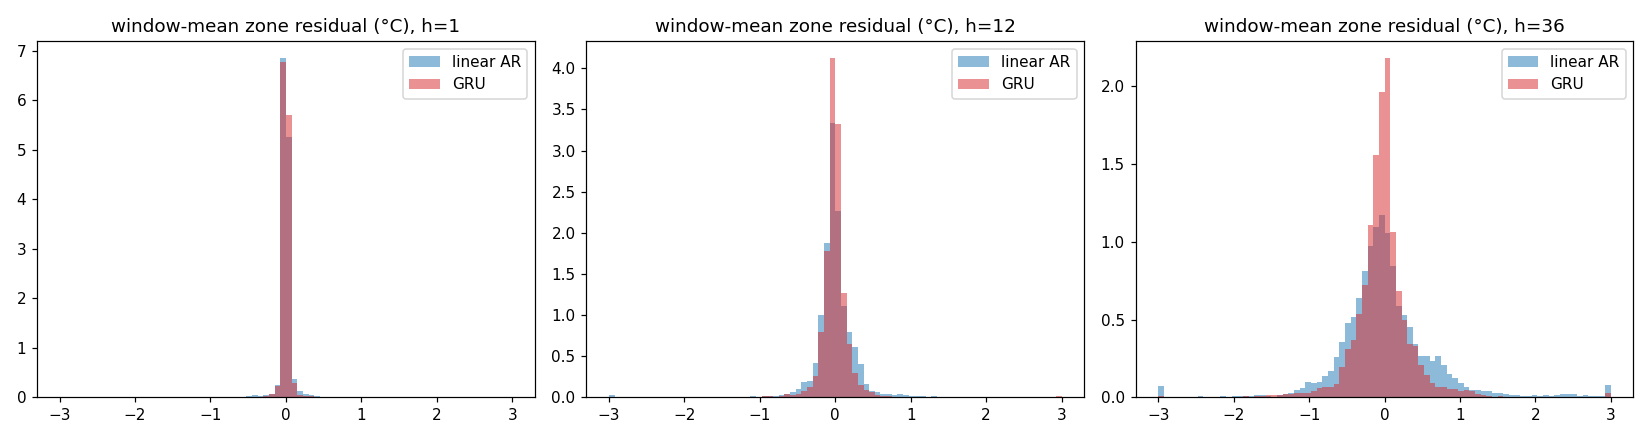 window-mean zone residual (°C), h=1
7
6
5
4
3
2
1
0
−3 −2 −1 0 1 2 3
linear AR
GRU
window-mean zone residual (°C), h=12
4.0
3.5
3.0
2.5
2.0
1.5
1.0
0.5
0.0
−3 −2 −1 0 1 2 3
linear AR
GRU
window-mean zone residual (°C), h=36
2.0
1.5
1.0
0.5
0.0
−3 −2 −1 0 1 2 3
linear AR
GRU